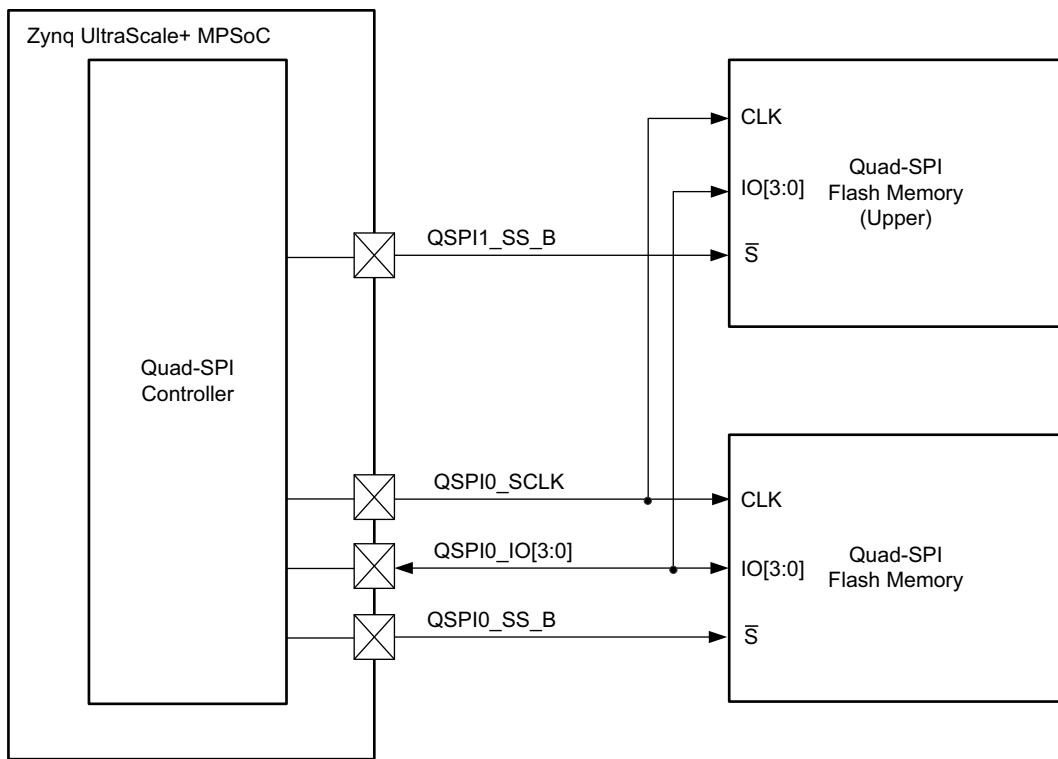 Zynq UltraScale+ MPSoC
Quad-SPI
Controller
QSPI1_SS_B
QSPI0_SCLK
QSPI0_IO[3:0]
QSPI0_SS_B
CLK
IO[3:0]
S̅
Quad-SPI
Flash Memory
(Upper)
CLK
IO[3:0]
S̅
Quad-SPI
Flash Memory